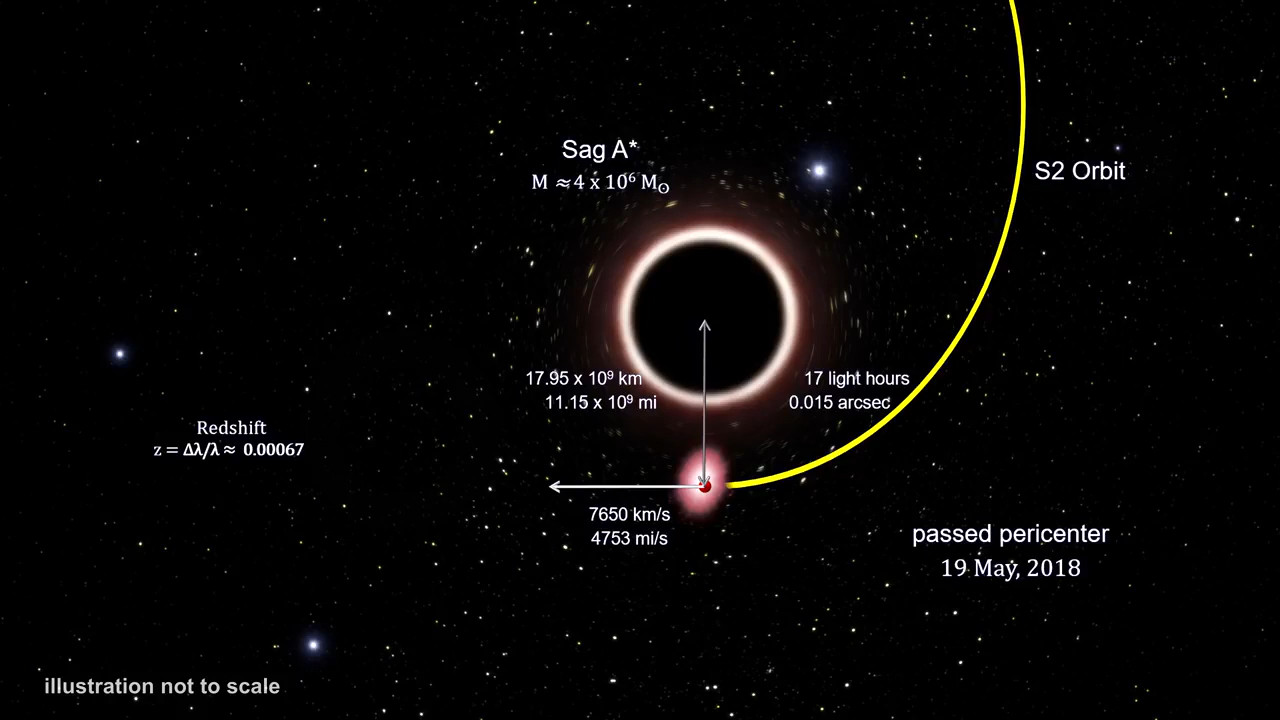 Sag A*
M ≈ 4 x 10⁶ M☉
S2 Orbit
17.95 x 10⁹ km
11.15 x 10⁹ mi
17 light hours
0.015 arcsec
Redshift
z = Δλ/λ ≈ 0.00067
7650 km/s
4753 mi/s
passed pericenter
19 May, 2018
illustration not to scale